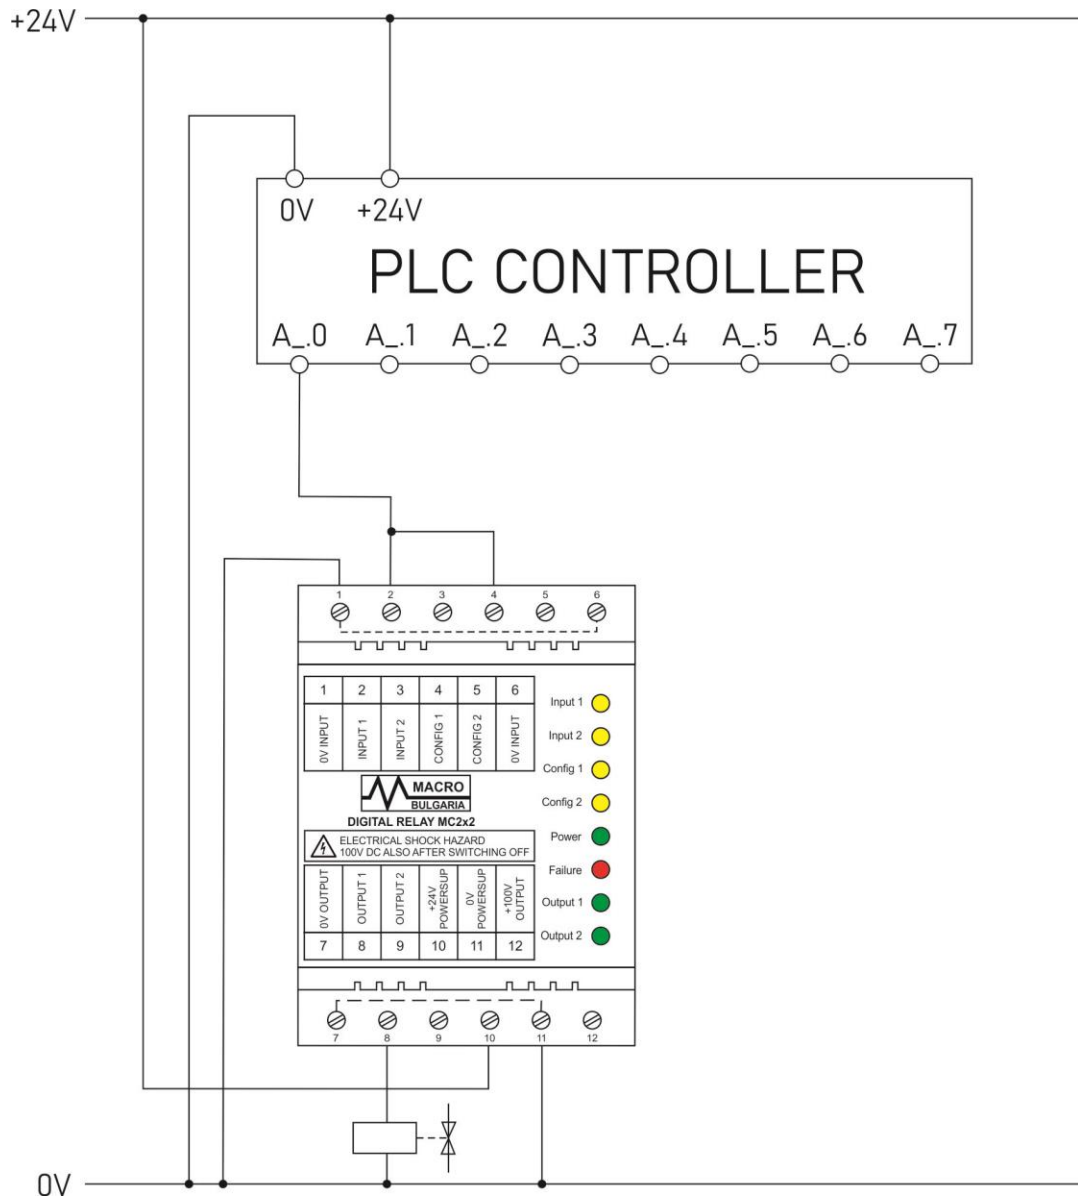 +24V
0V +24V
PLC CONTROLLER
A_.0 A_.1 A_.2 A_.3 A_.4 A_.5 A_.6 A_.7
1 2 3 4 5 6
1 2 3 4 5 6
0V INPUT
INPUT 1
INPUT 2
CONFIG 1
CONFIG 2
0V INPUT
Input 1
Input 2
Config 1
Config 2
Power
Failure
Output 1
Output 2
MACRO
BULGARIA
DIGITAL RELAY MC2x2
ELECTRICAL SHOCK HAZARD
100V DC ALSO AFTER SWITCHING OFF
0V OUTPUT
OUTPUT 1
OUTPUT 2
+24V
POWERSUP
0V
POWERSUP
+100V
OUTPUT
7 8 9 10 11 12
7 8 9 10 11 12
0V